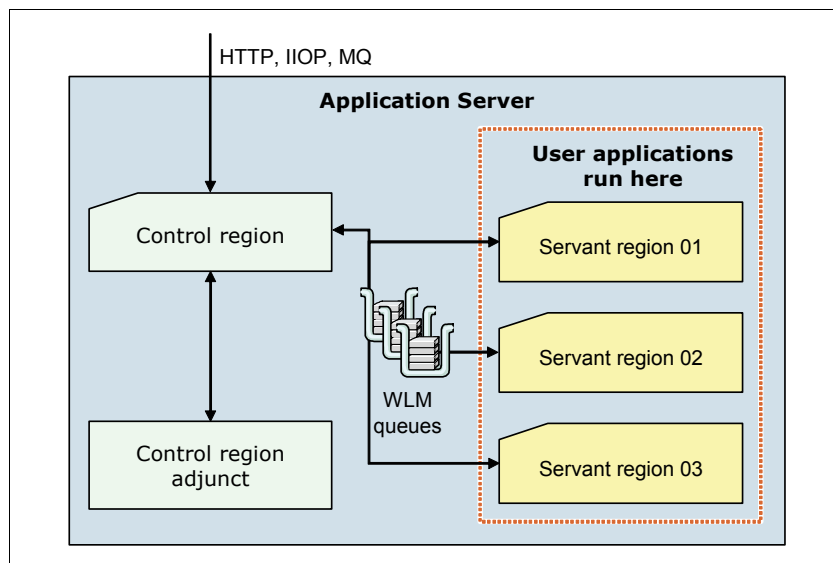 HTTP, IIOP, MQ
Application Server
User applications
run here
Control region
Servant region 01
Servant region 02
WLM
queues
Control region
adjunct
Servant region 03